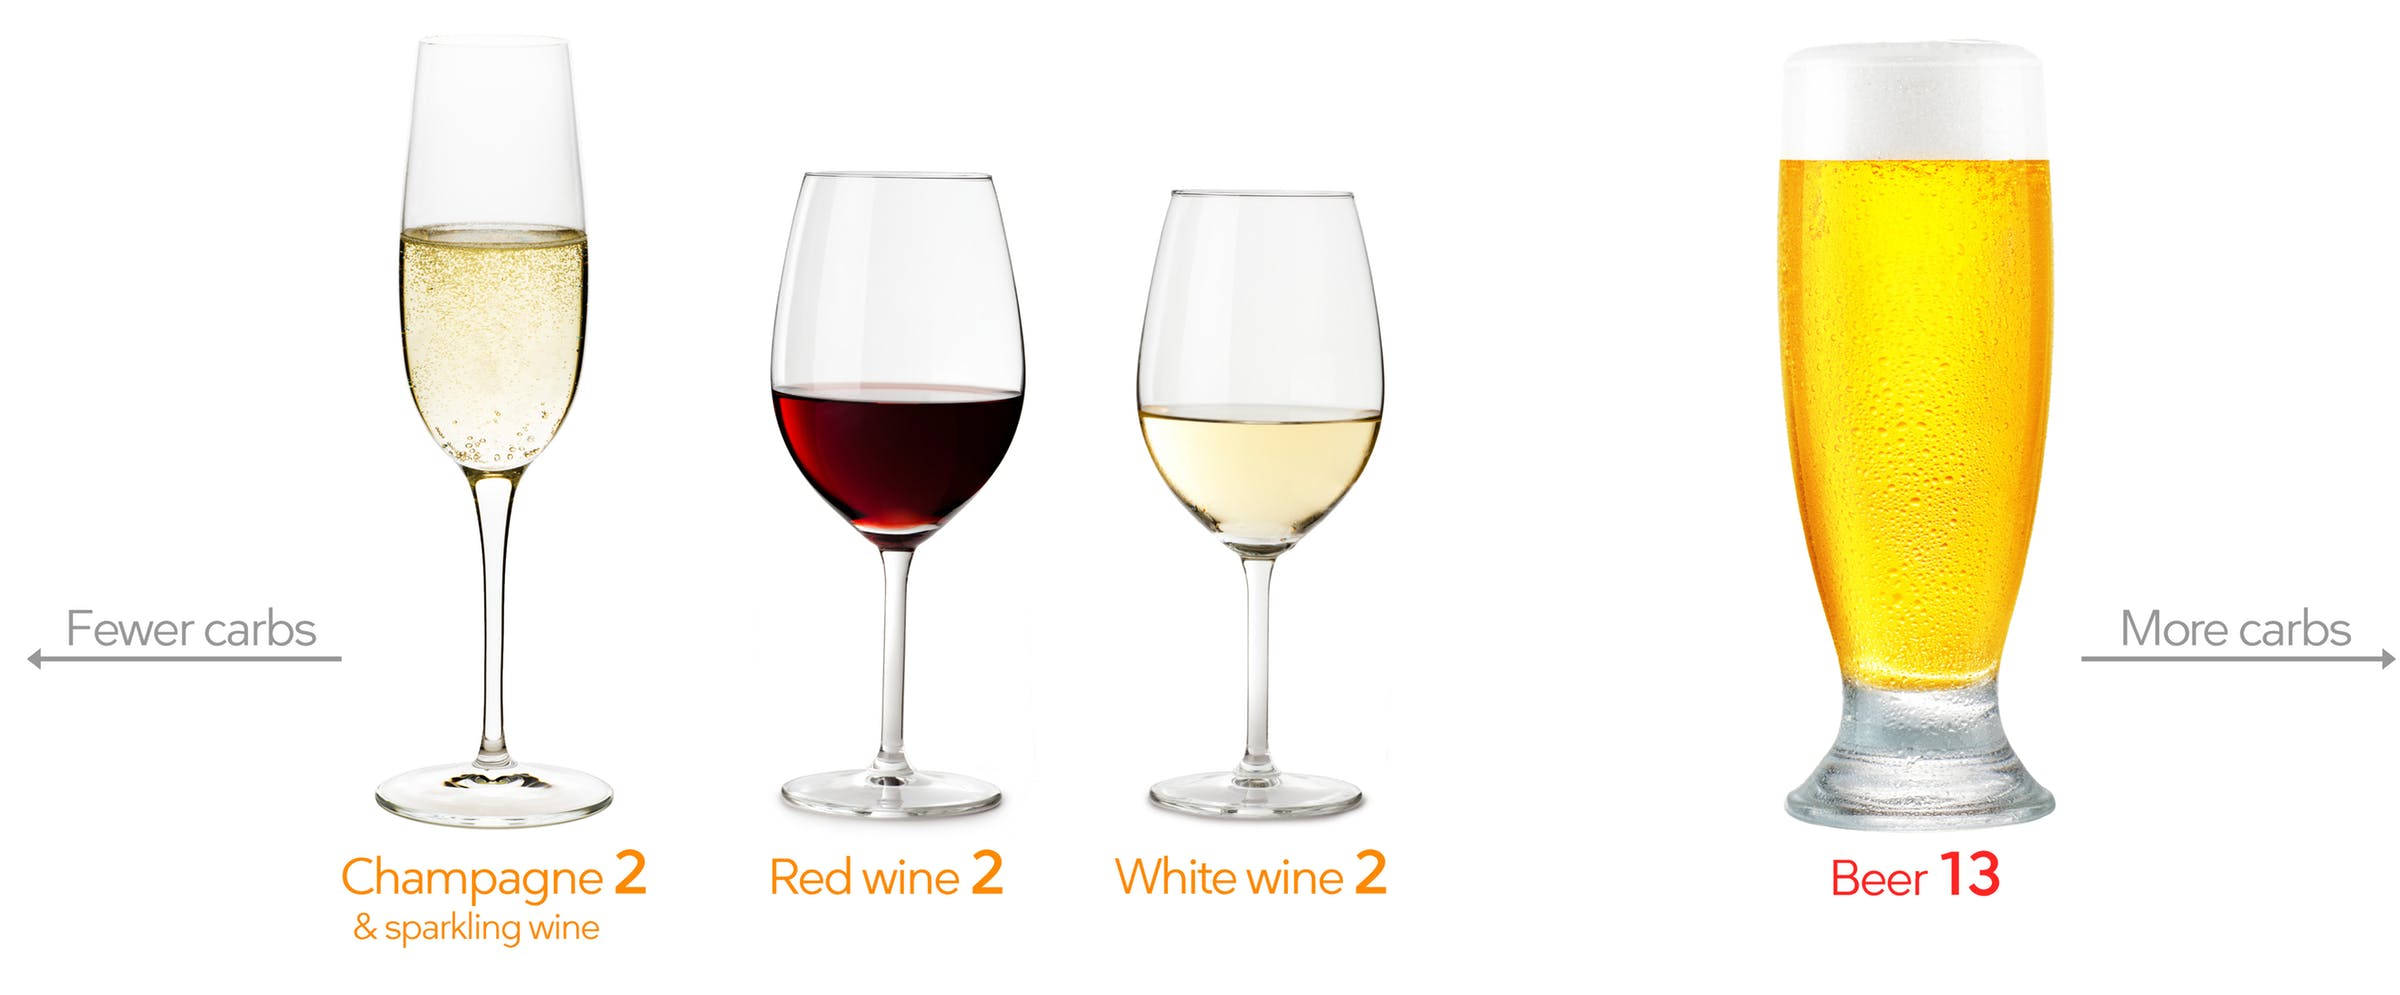 Fewer carbs
More carbs
Champagne 2
& sparkling wine
Red wine 2
White wine 2
Beer 13